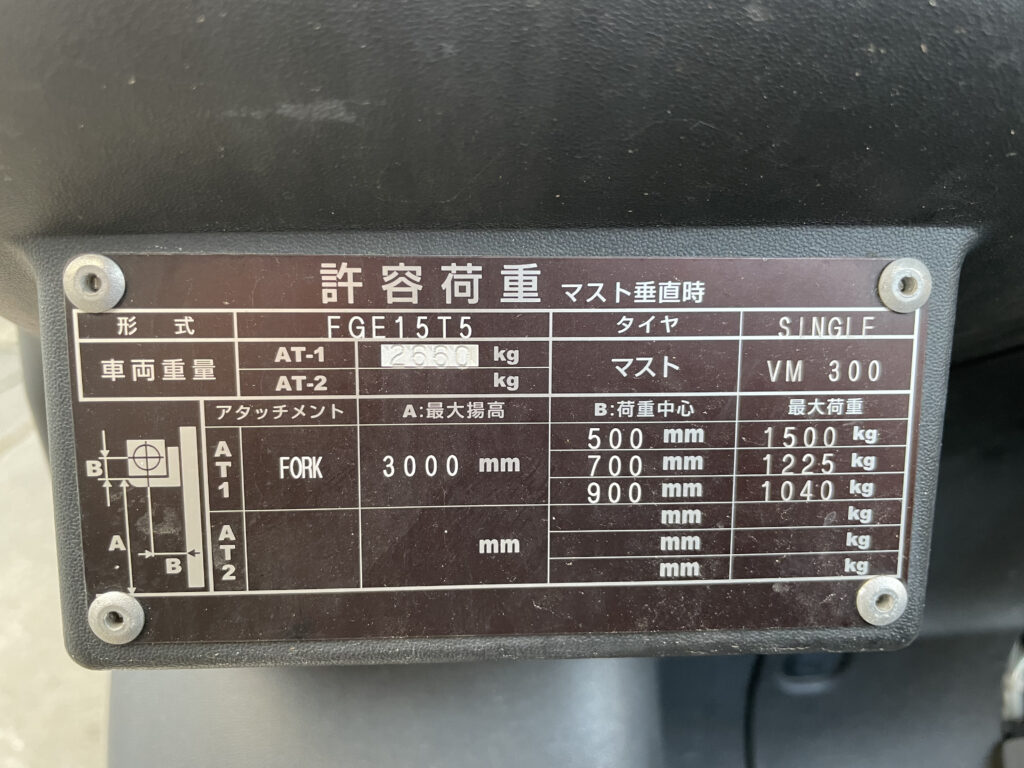 許容荷重 マスト垂直時
形 式 FGE15T5 タイヤ SINGLE
車両重量 AT-1 2660 kg マスト VM 300
AT-2 kg
アタッチメント A:最大揚高 B:荷重中心 最大荷重
AT1 FORK 3000 mm 500 mm 1500 kg
700 mm 1225 kg
900 mm 1040 kg
AT2 mm mm kg
mm kg
mm kg
B
A
B